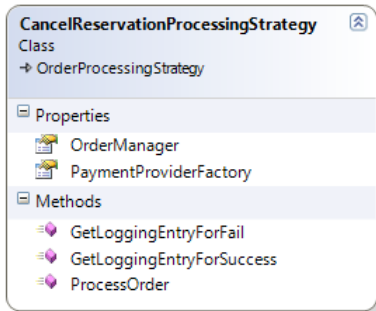 CancelReservationProcessingStrategy
Class
OrderProcessingStrategy
Properties
OrderManager
PaymentProviderFactory
Methods
GetLoggingEntryForFail
GetLoggingEntryForSuccess
ProcessOrder